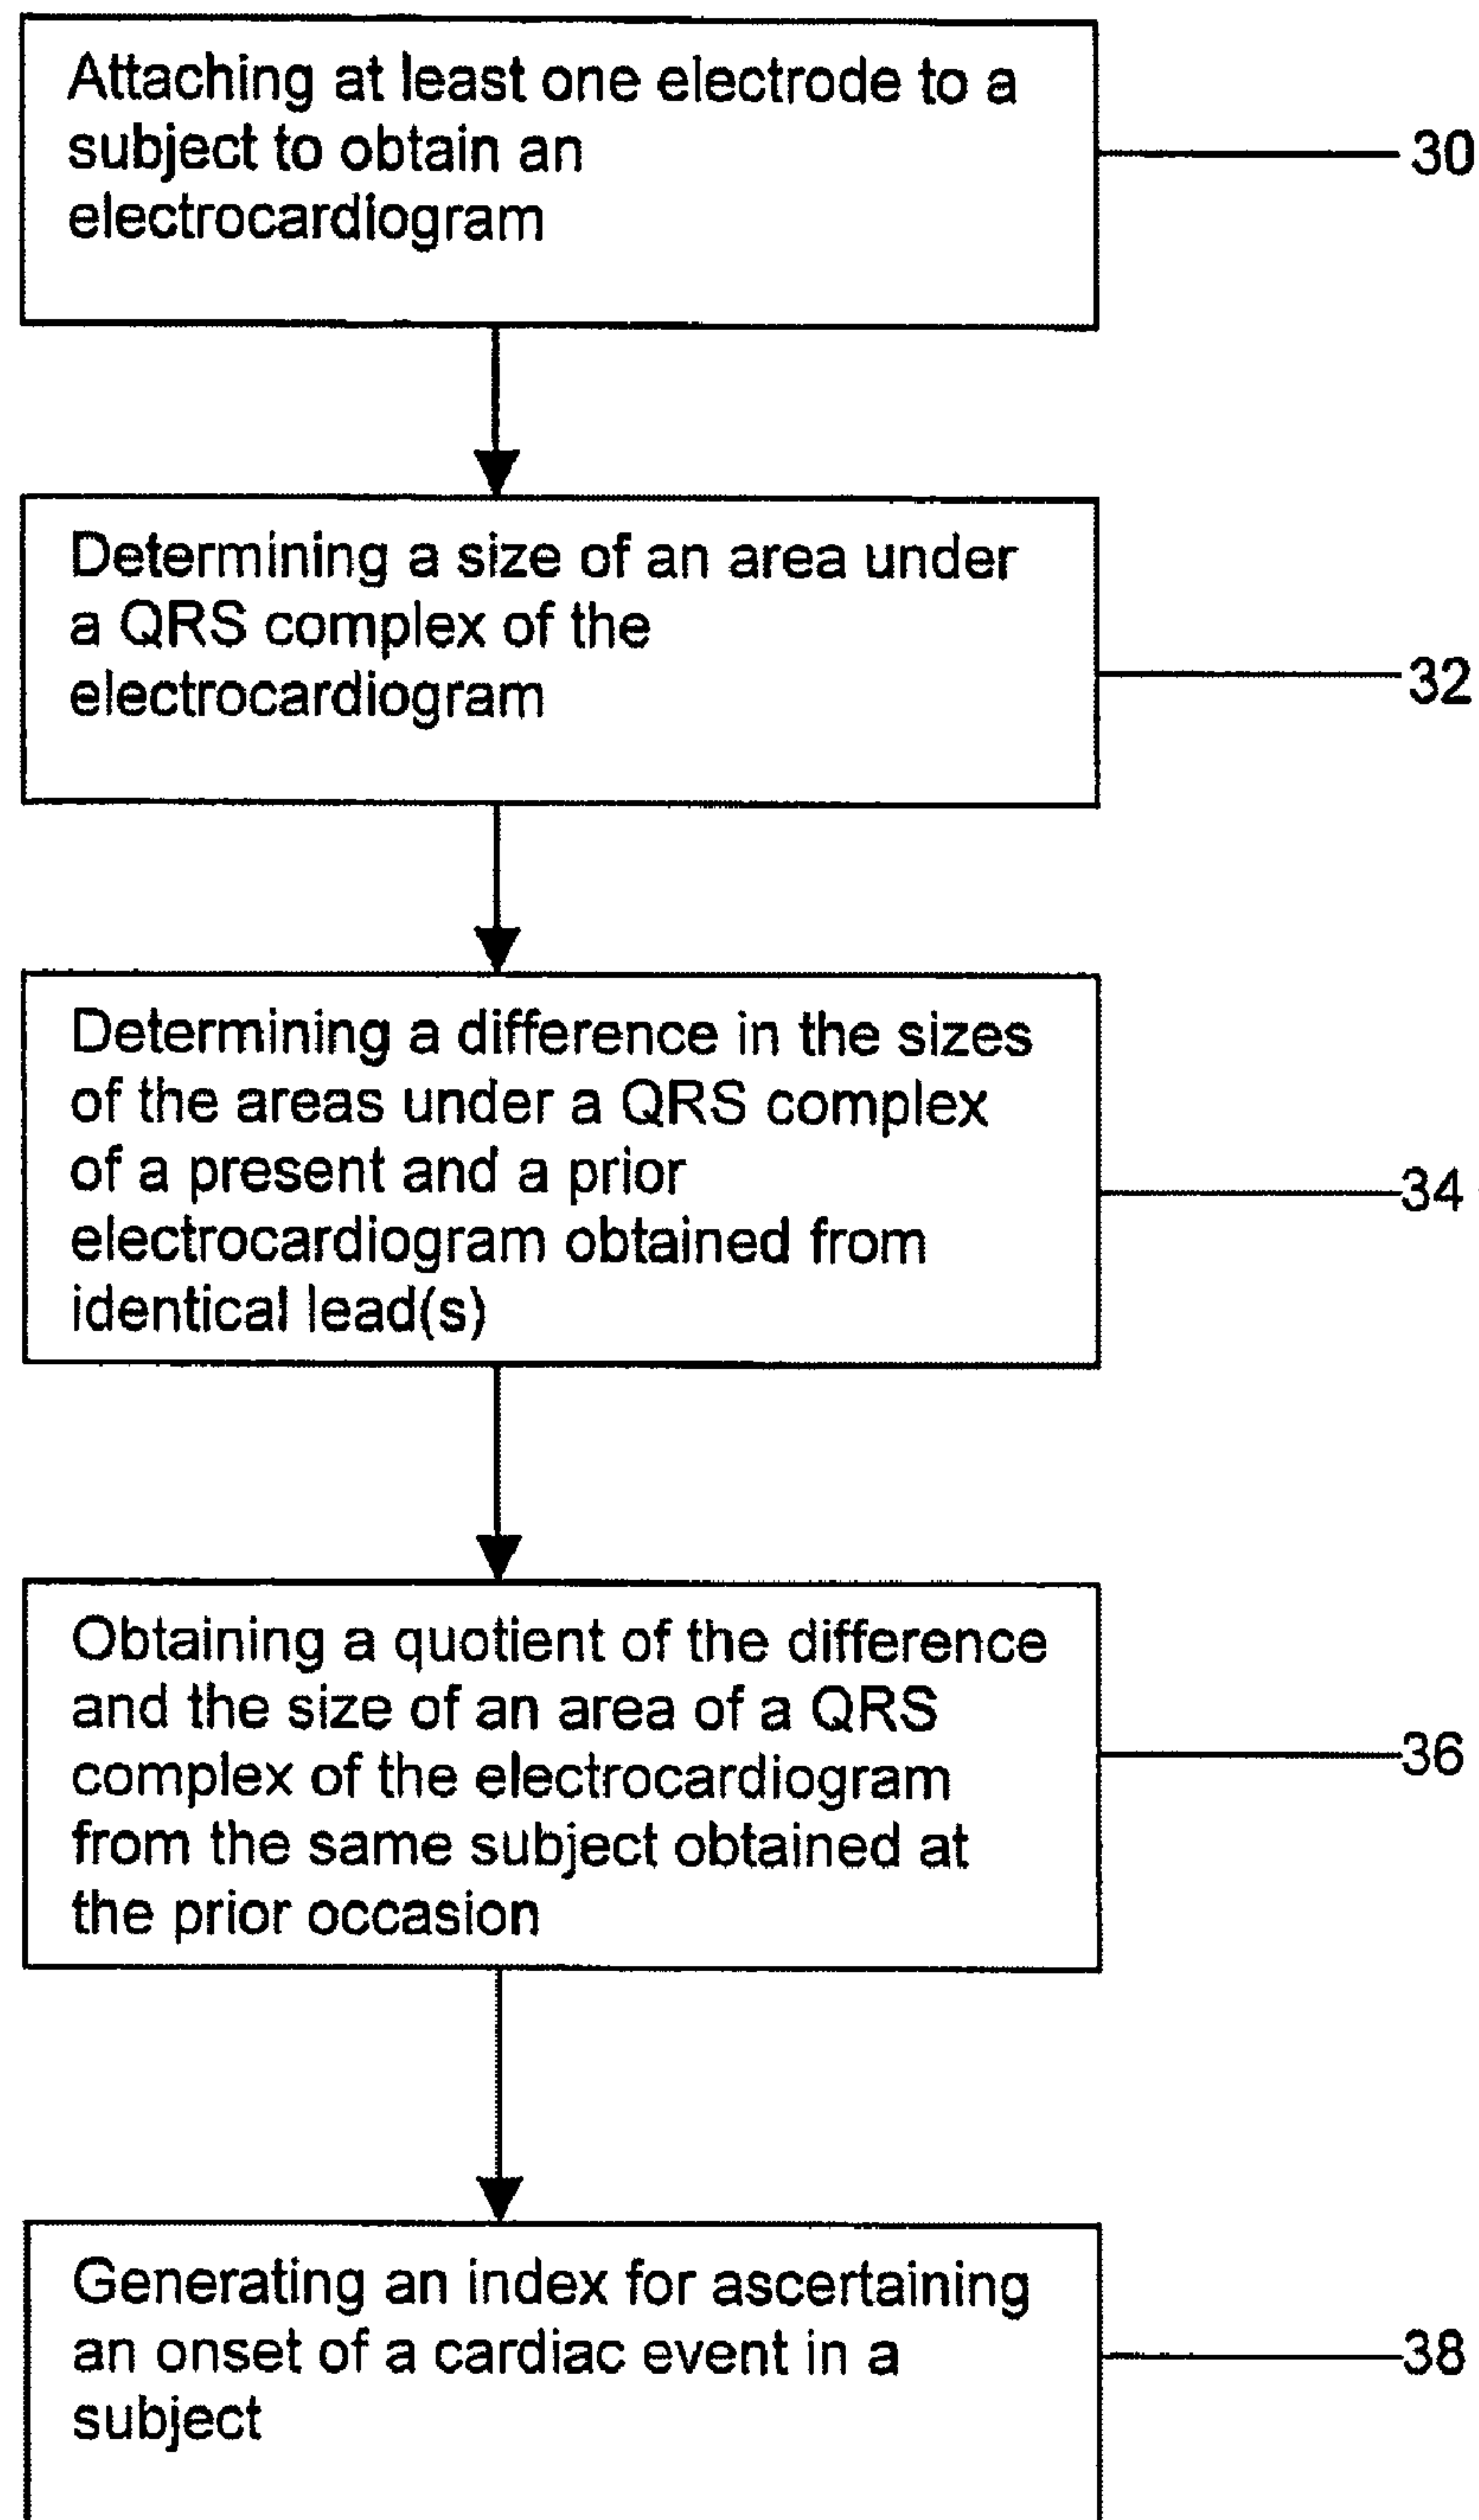 Attaching at least one electrode to a
subject to obtain an
electrocardiogram
30
Determining a size of an area under
a QRS complex of the
electrocardiogram
32
Determining a difference in the sizes
of the areas under a QRS complex
of a present and a prior
electrocardiogram obtained from
identical lead(s)
34
Obtaining a quotient of the difference
and the size of an area of a QRS
complex of the electrocardiogram
from the same subject obtained at
the prior occasion
36
Generating an index for ascertaining
an onset of a cardiac event in a
subject
38